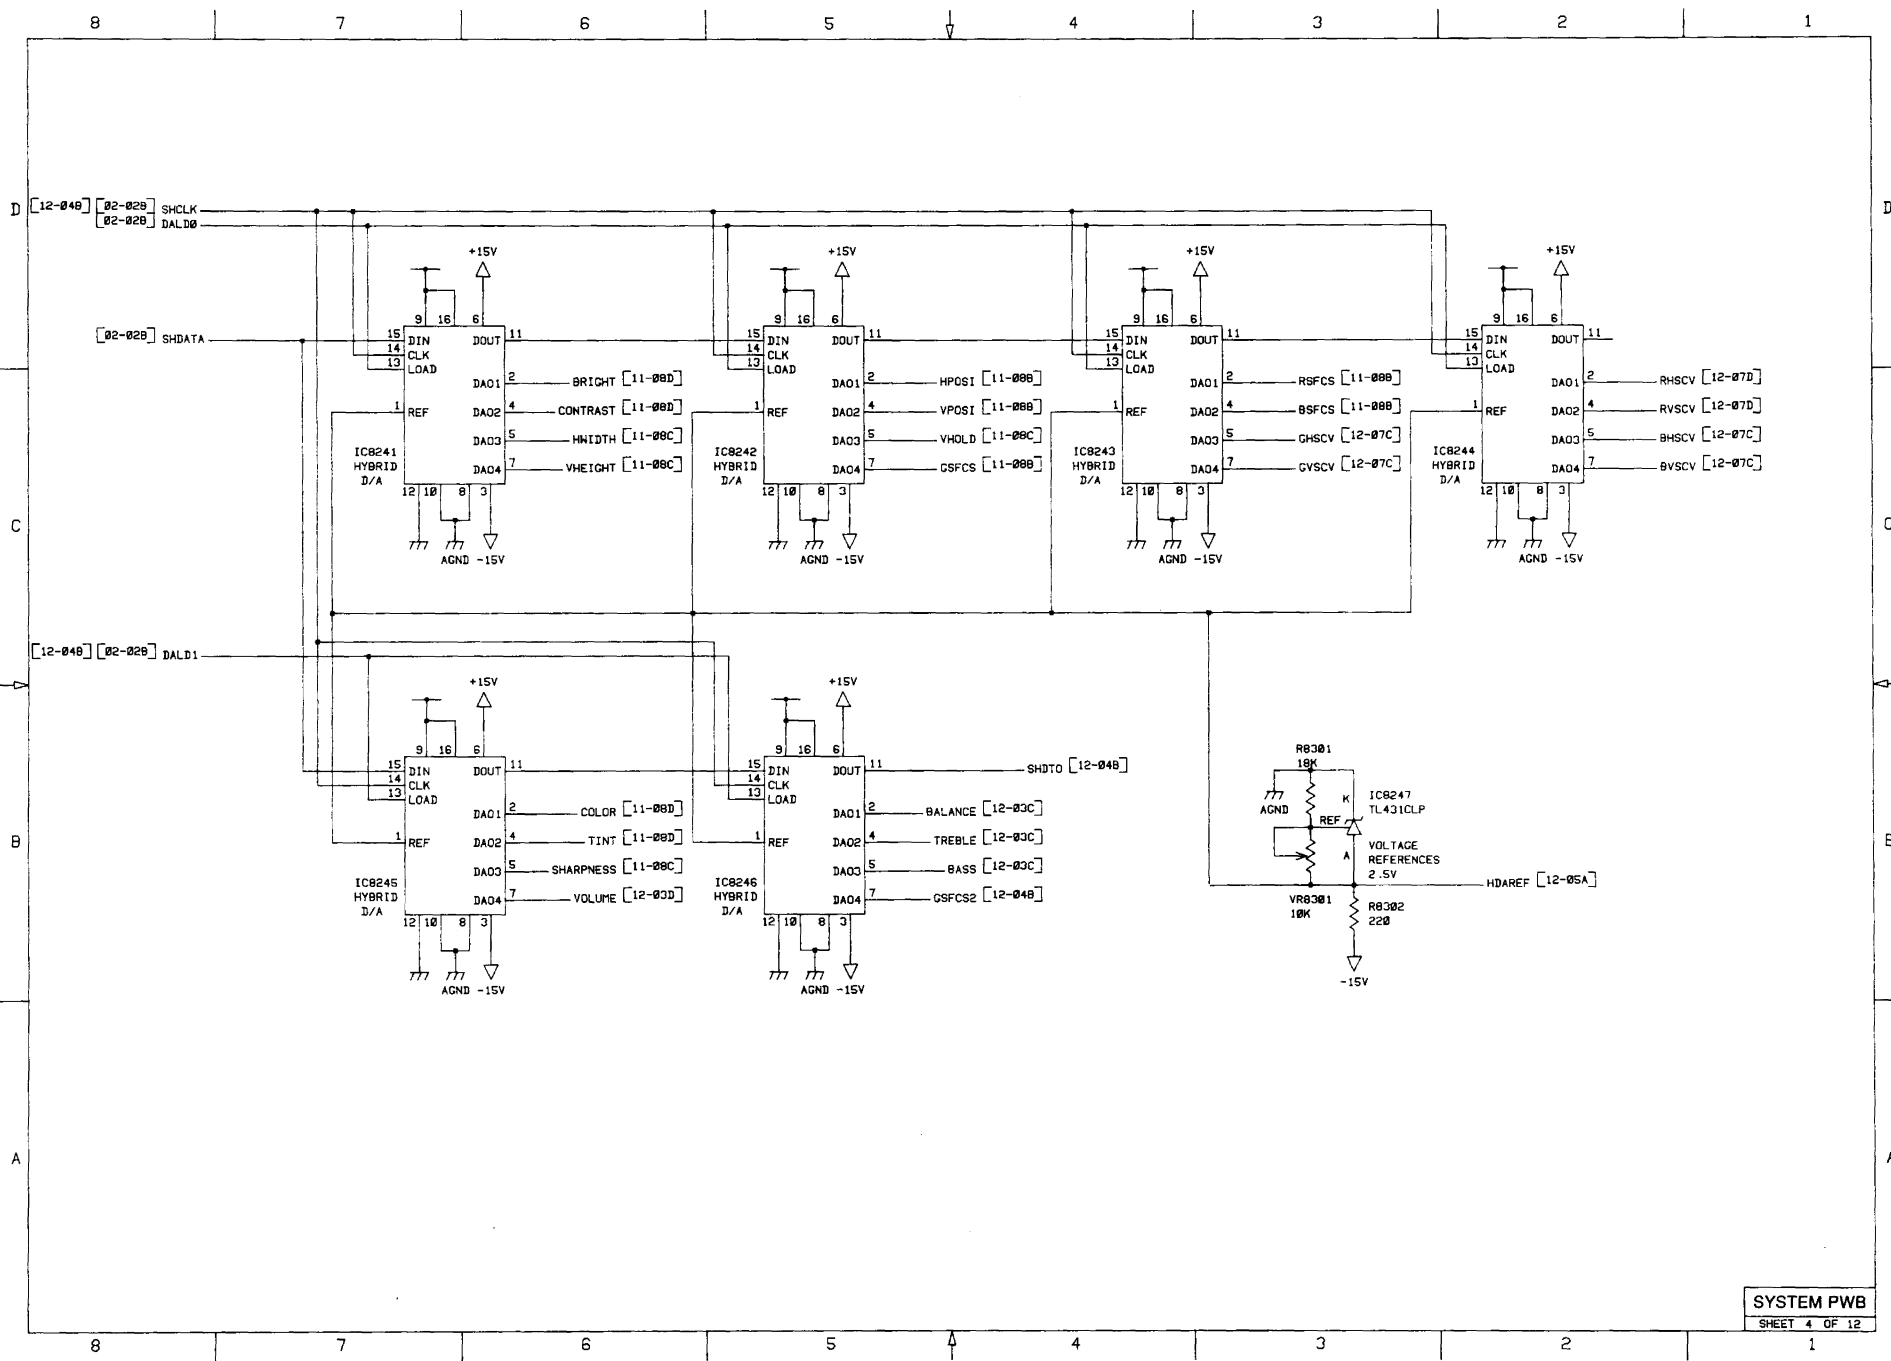 8 7 6 5 4 3 2 1
D [12-04B] [02-02B] SHCLK D
[02-02B] DALD0
+15V +15V +15V +15V
9 16 6 9 16 6 9 16 6 9 16 6
[02-02B] SHDATA 15 DIN DOUT 11 15 DIN DOUT 11 15 DIN DOUT 11 15 DIN DOUT 11
14 CLK 14 CLK 14 CLK 14 CLK
13 LOAD 13 LOAD 13 LOAD 13 LOAD
DAO1 2 BRIGHT [11-08D] DAO1 2 HPOSI [11-08B] DAO1 2 RSFCS [11-08B] DAO1 2 RHSCV [12-07D]
1 REF DAO2 4 CONTRAST [11-08D] 1 REF DAO2 4 VPOSI [11-08B] 1 REF DAO2 4 BSFCS [11-08B] 1 REF DAO2 4 RVSCV [12-07D]
DAO3 5 HWIDTH [11-08C] DAO3 5 VHOLD [11-08C] DAO3 5 GHSCV [12-07C] DAO3 5 BHSCV [12-07C]
IC8241 IC8242 IC8243 IC8244
HYBRID DAO4 7 VHEIGHT [11-08C] HYBRID DAO4 7 GSFCS [11-08B] HYBRID DAO4 7 GVSCV [12-07C] HYBRID DAO4 7 BVSCV [12-07C]
D/A D/A D/A D/A
12 10 8 3 12 10 8 3 12 10 8 3 12 10 8 3
C C
AGND -15V AGND -15V AGND -15V AGND -15V
[12-04B] [02-02B] DALD1
+15V +15V
9 16 6 9 16 6
15 DIN DOUT 11 15 DIN DOUT 11 SHDTO [12-04B]
14 CLK 14 CLK
13 LOAD 13 LOAD
DAO1 2 COLOR [11-08D] DAO1 2 BALANCE [12-03C]
B 1 REF DAO2 4 TINT [11-08D] 1 REF DAO2 4 TREBLE [12-03C] B
DAO3 5 SHARPNESS [11-08C] DAO3 5 BASS [12-03C]
IC8245 IC8246
HYBRID DAO4 7 VOLUME [12-03D] HYBRID DAO4 7 GSFCS2 [12-04B]
D/A D/A
12 10 8 3 12 10 8 3
AGND -15V AGND -15V
R8301
18K
AGND
K IC8247
TL431CLP
REF
A VOLTAGE
REFERENCES
2.5V
HDAREF [12-05A]
VR8301
10K
R8302
220
-15V
A A
SYSTEM PWB
SHEET 4 OF 12
8 7 6 5 4 3 2 1